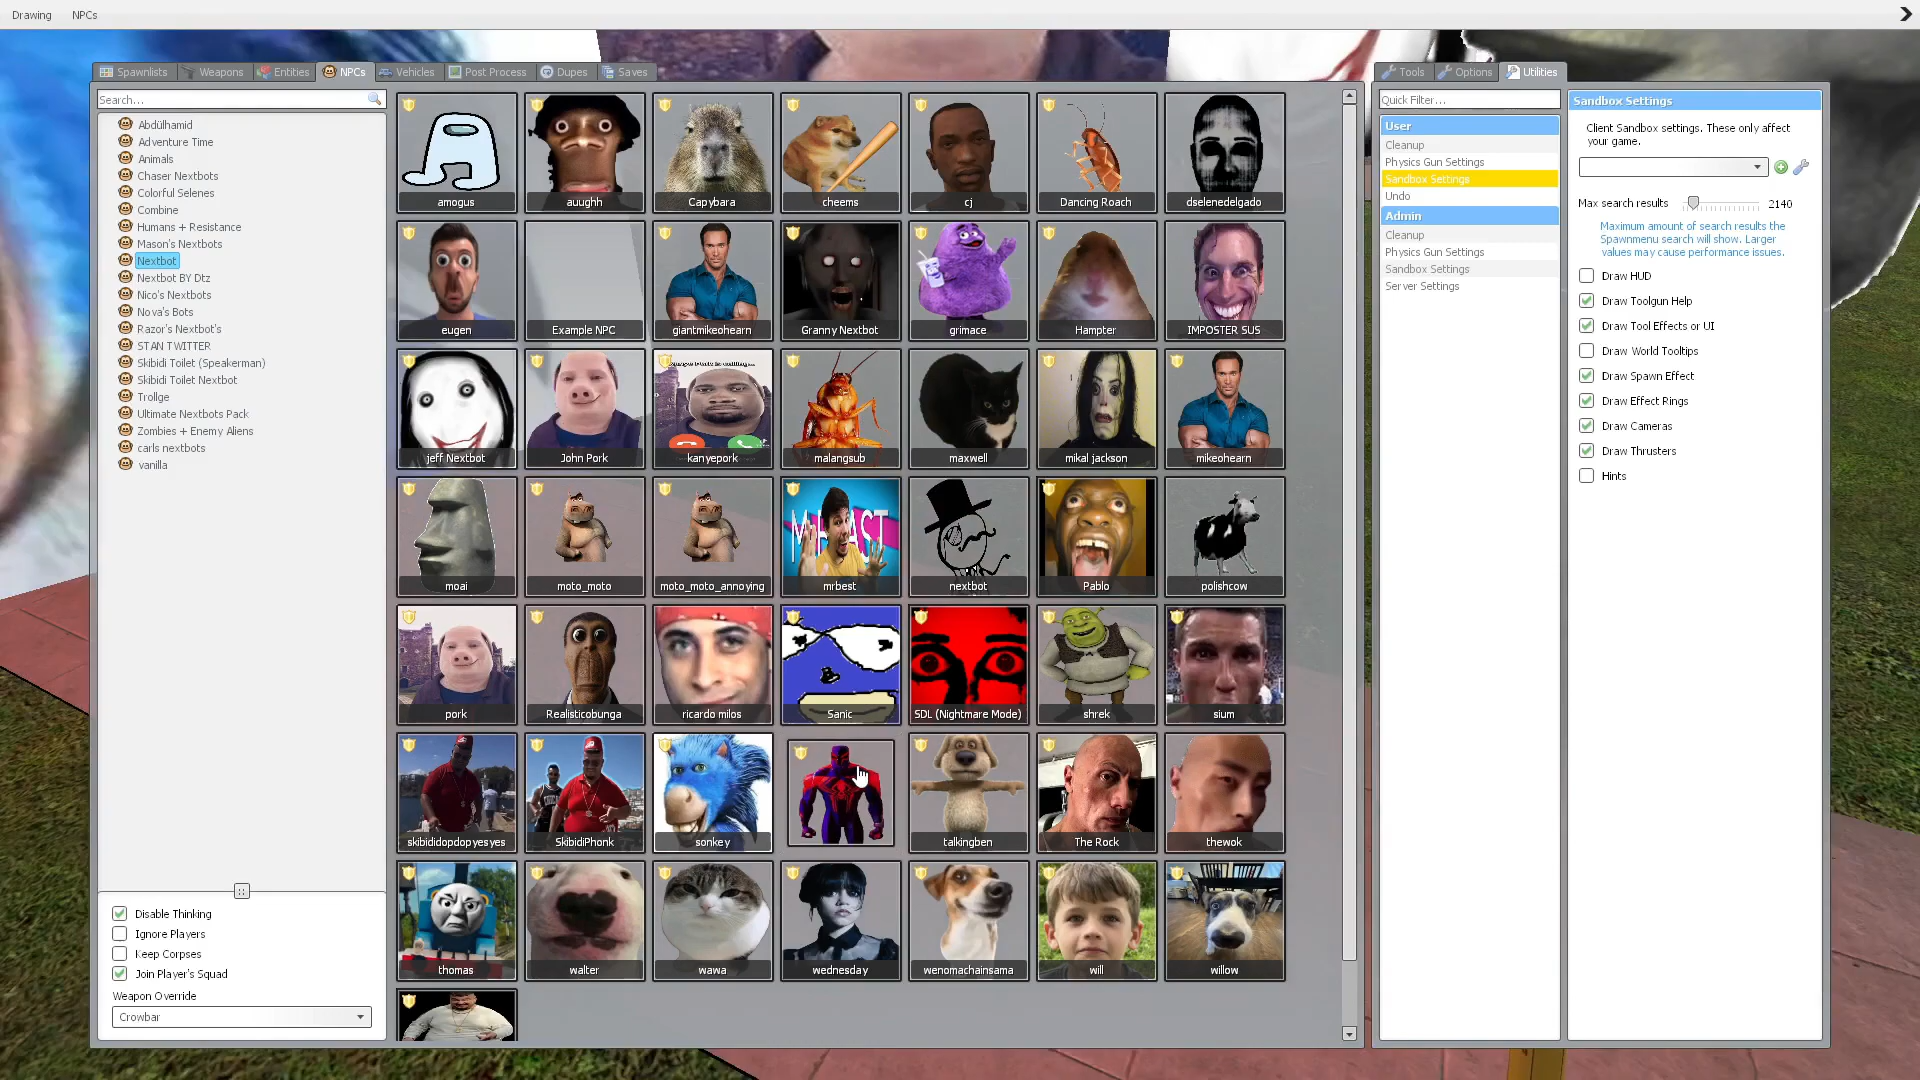 Drawing NPCs
Spawnlists Weapons Entities NPCs Vehicles Post Process Dupes Saves
Tools Options Utilities
Search...
Abdülhamid
Adventure Time
Animals
Chaser Nextbots
Colorful Selenes
Combine
Humans + Resistance
Mason's Nextbots
Nextbot
Nextbot BY Dtz
Nico's Nextbots
Nova's Bots
Razor's Nextbot's
STAN TWITTER
Skibidi Toilet (Speakerman)
Skibidi Toilet Nextbot
Trollge
Ultimate Nextbots Pack
Zombies + Enemy Aliens
carls nextbots
vanilla
Disable Thinking
Ignore Players
Keep Corpses
Join Player's Squad
Weapon Override
Crowbar
amogus auughh Capybara cheems cj Dancing Roach dselenedelgado
eugen Example NPC giantmikeohearn Granny Nextbot grimace Hampter IMPOSTER SUS
jeff Nextbot John Pork kanyepork malangsub maxwell mikal jackson mikeohearn
moai moto_moto moto_moto_annoying mrbest nextbot Pablo polishcow
pork Realisticobunga ricardo milos Sanic SDL (Nightmare Mode) shrek sium
skibididopdopyesyes SkibidiPhonk sonkey talkingben The Rock thewok
thomas walter wawa wednesday wenomachainsama will willow
Quick Filter...
User
Cleanup
Physics Gun Settings
Sandbox Settings
Undo
Admin
Cleanup
Physics Gun Settings
Sandbox Settings
Server Settings
Sandbox Settings
Client Sandbox settings. These only affect
your game.
Max search results 2140
Maximum amount of search results the
Spawnmenu search will show. Larger
values may cause performance issues.
Draw HUD
Draw Toolgun Help
Draw Tool Effects or UI
Draw World Tooltips
Draw Spawn Effect
Draw Effect Rings
Draw Cameras
Draw Thrusters
Hints